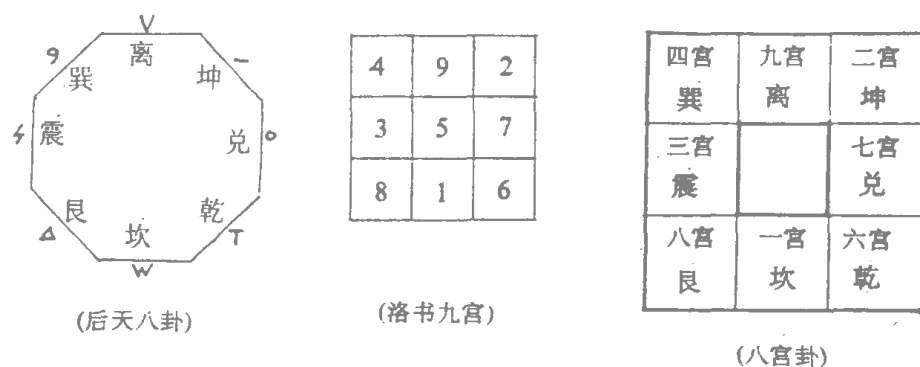 V
9 离 一
巽 坤
ϟ 震 兑 o
艮 乾
△ 坎 T
W
(后天八卦)
4 9 2
3 5 7
8 1 6
(洛书九宫)
四宫 九宫 二宫
巽 离 坤
三宫 七宫
震 兑
八宫 一宫 六宫
艮 坎 乾
(八宫卦)